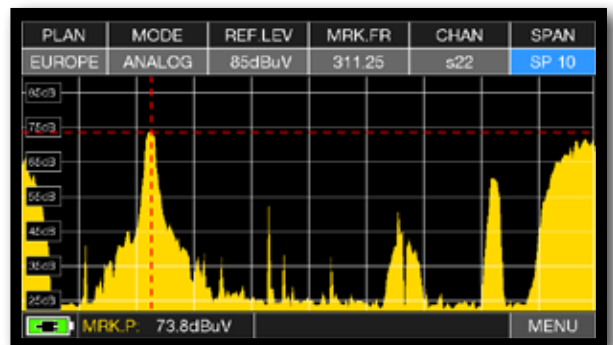 PLAN MODE REF.LEV MRK.FR CHAN SPAN
EUROPE ANALOG 85dBuV 311.25 s22 SP 10
85dB
75dB
65dB
55dB
45dB
35dB
25dB
MRK.P: 73.8dBuV MENU